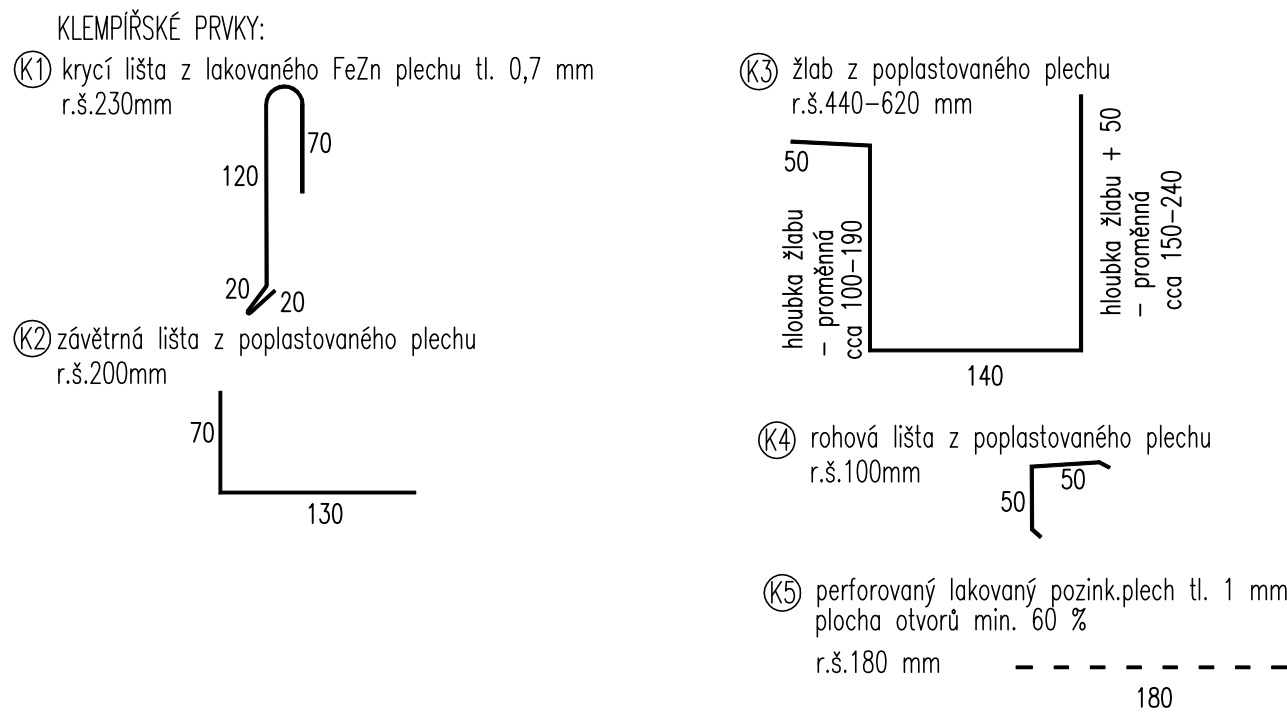 KLEMPÍŘSKÉ PRVKY:
K1 krycí lišta z lakovaného FeZn plechu tl. 0,7 mm
r.š.230mm
70
120
20
20
K2 závětrná lišta z poplastovaného plechu
r.š.200mm
70
130
K3 žlab z poplastovaného plechu
r.š.440-620 mm
50
hloubka žlabu
- proměnná
cca 100-190
hloubka žlabu + 50
- proměnná
cca 150-240
140
K4 rohová lišta z poplastovaného plechu
r.š.100mm
50
50
K5 perforovaný lakovaný pozink.plech tl. 1 mm
plocha otvorů min. 60 %
r.š.180 mm
180